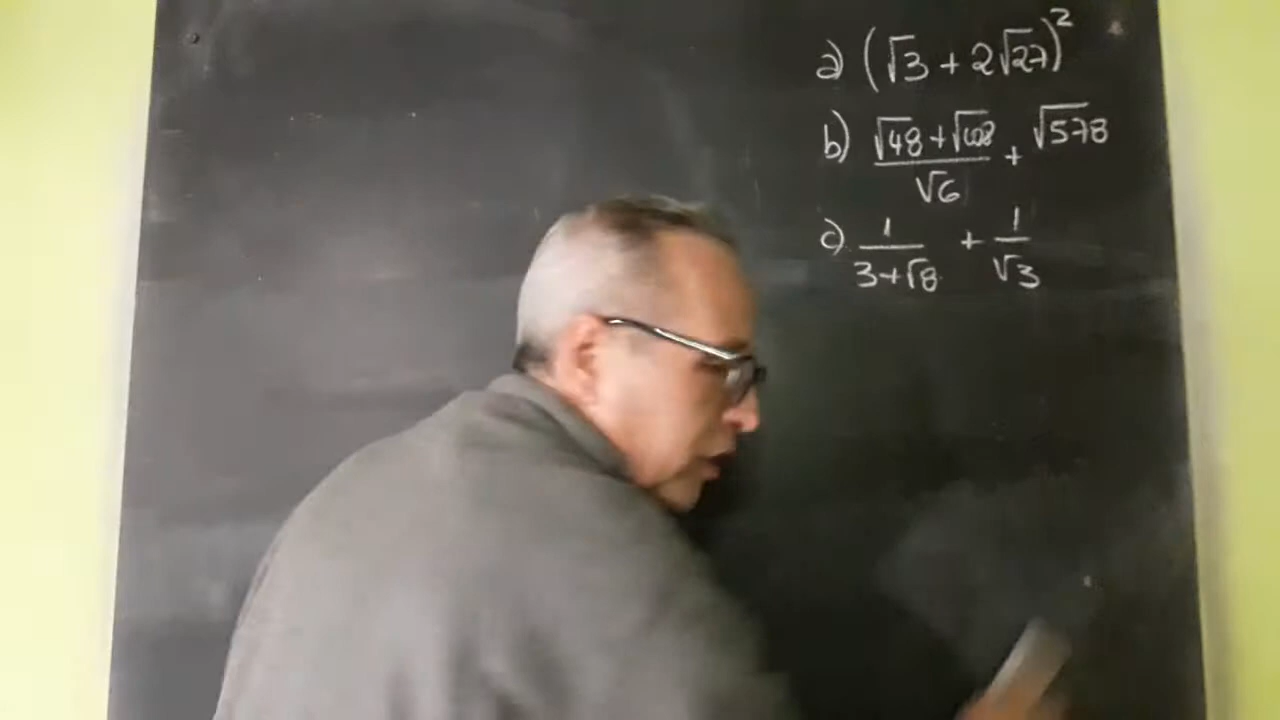 a) (√3 + 2√27)²
b) (√48 + √108)/√6 + √578
c) 1/(3+√8) + 1/√3